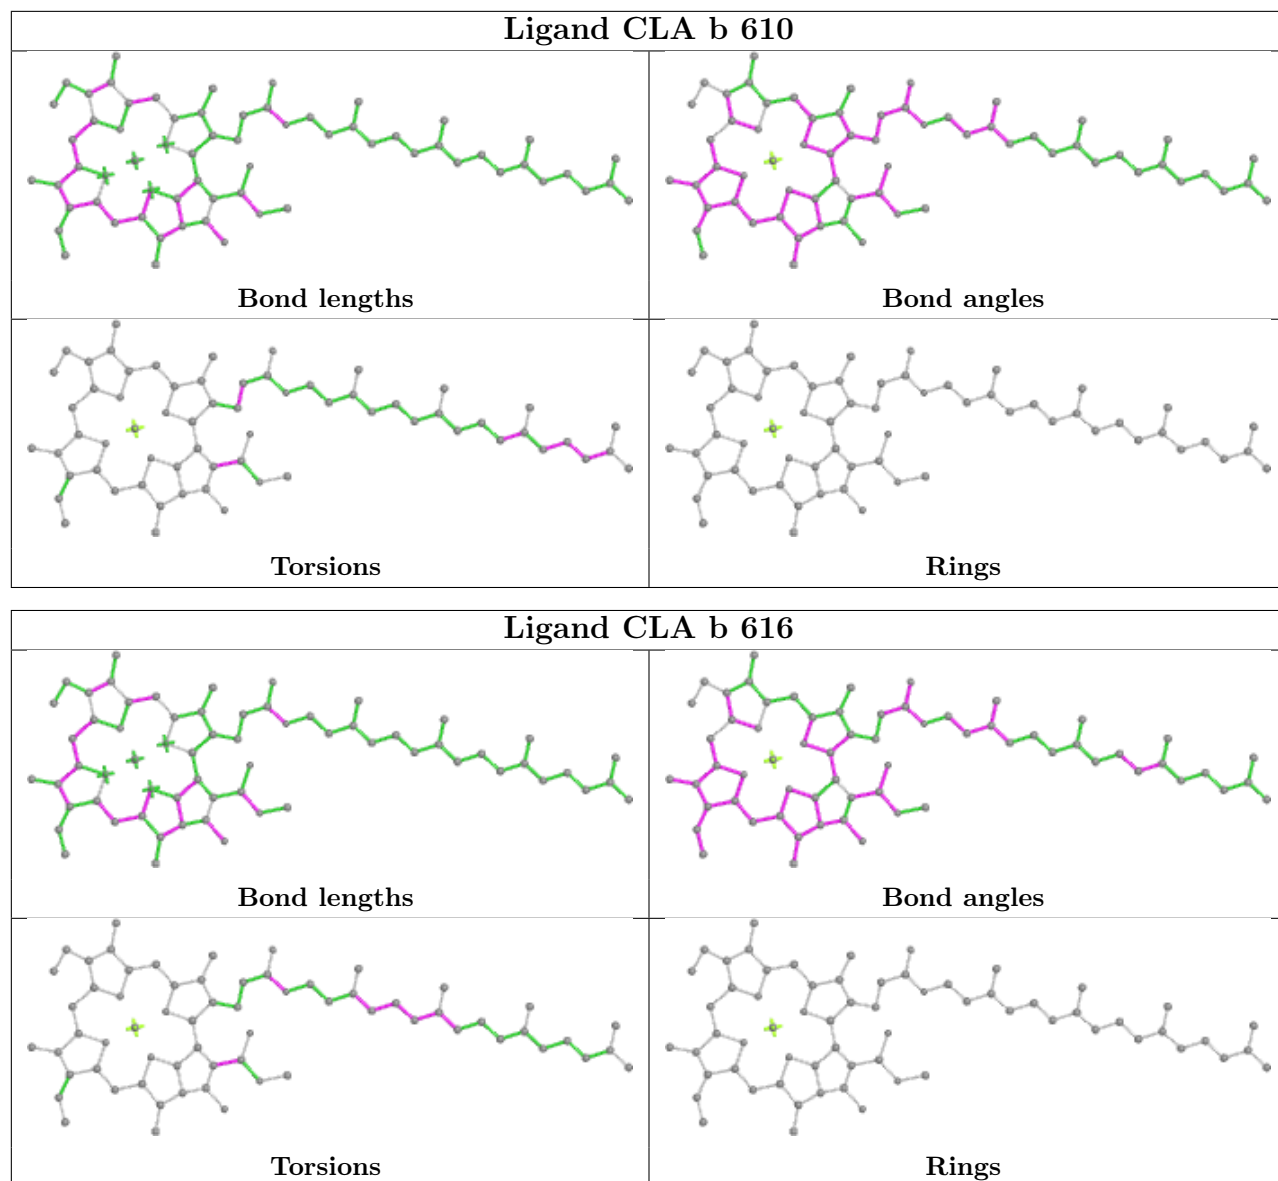 Ligand CLA b 610
Bond lengths
Bond angles
Torsions
Rings
Ligand CLA b 616
Bond lengths
Bond angles
Torsions
Rings